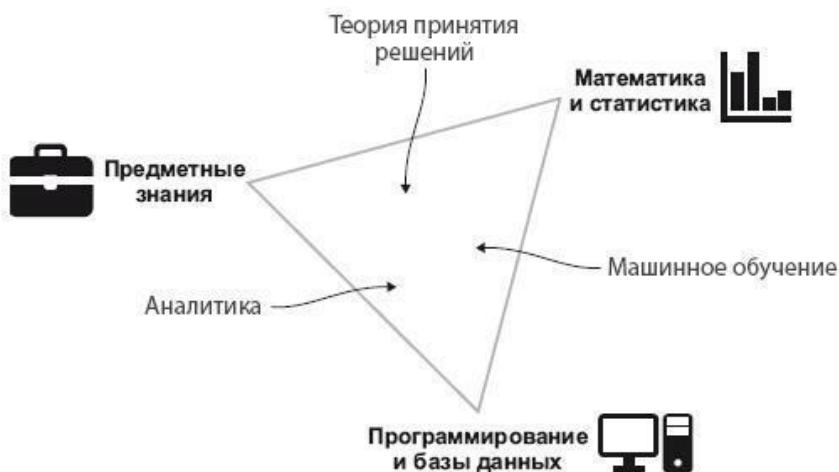 Теория принятия
решений
Математика
и статистика
Предметные
знания
Машинное обучение
Аналитика
Программирование
и базы данных